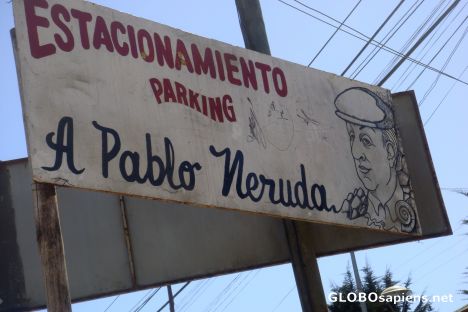 ESTACIONAMIENTO
PARKING
A Pablo Neruda
GLOBOsapiens.net